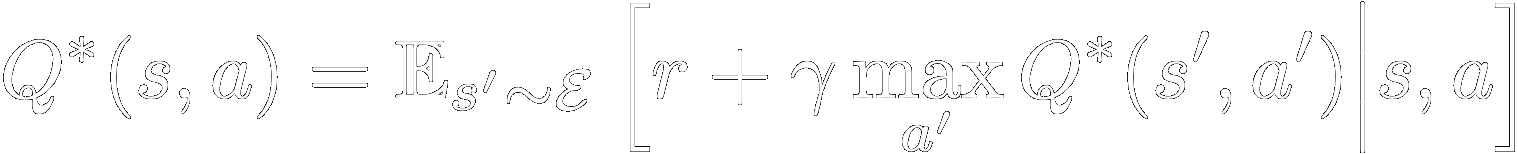 Q*(s, a) = 𝔼_{s′∼ℰ} [ r + γ max_{a′} Q*(s′, a′) | s, a ]